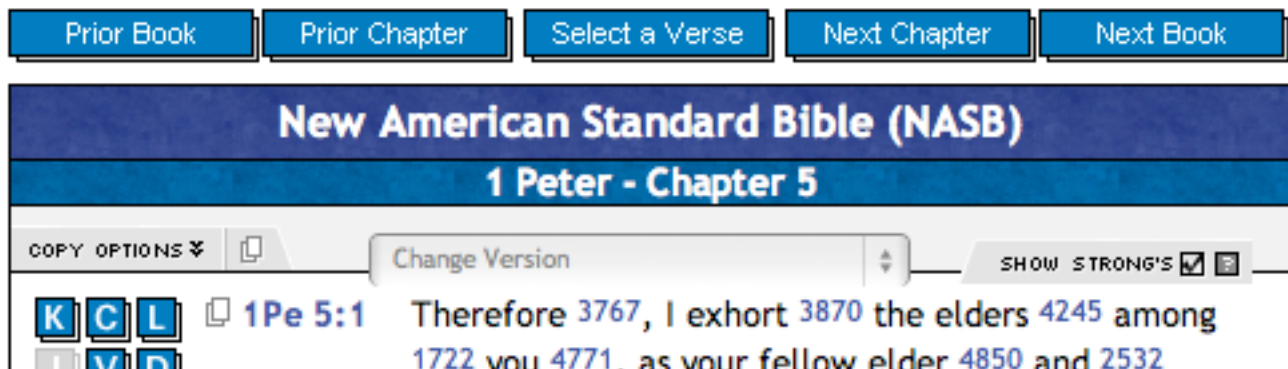 Prior Book Prior Chapter Select a Verse Next Chapter Next Book
New American Standard Bible (NASB)
1 Peter - Chapter 5
COPY OPTIONS Change Version SHOW STRONG'S ?
K C L 1Pe 5:1 Therefore 3767, I exhort 3870 the elders 4245 among
V D 1722 you 4771, as your fellow elder 4850 and 2532